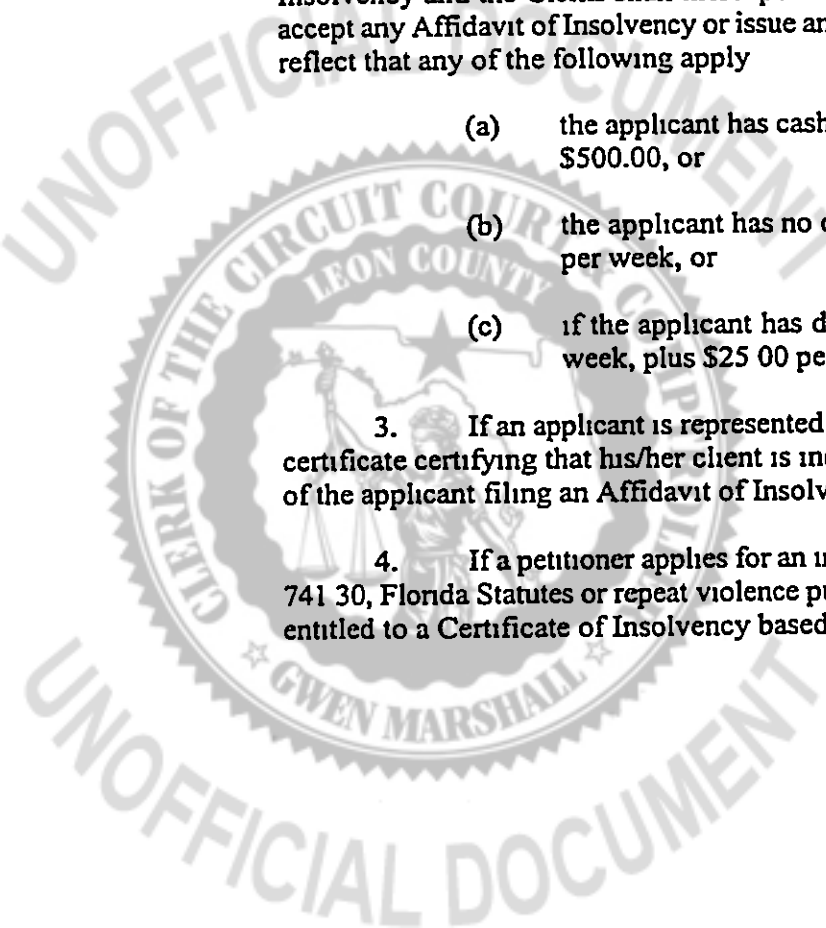 accept any Affidavit of Insolvency or issue
reflect that any of the following apply
(a) the applicant has cash
$500.00, or
(b) the applicant has no
per week, or
(c) if the applicant has
week, plus $25 00
3. If an applicant is represented
certificate certifying that his/her client is
of the applicant filing an Affidavit of
4. If a petitioner applies for an
741 30, Florida Statutes or repeat violence
entitled to a Certificate of Insolvency based
UNOFFICIAL DOCUMENT
CLERK OF THE CIRCUIT COURT & COMPTROLLER
LEON COUNTY
GWEN MARSHALL
UNOFFICIAL DOCUMENT